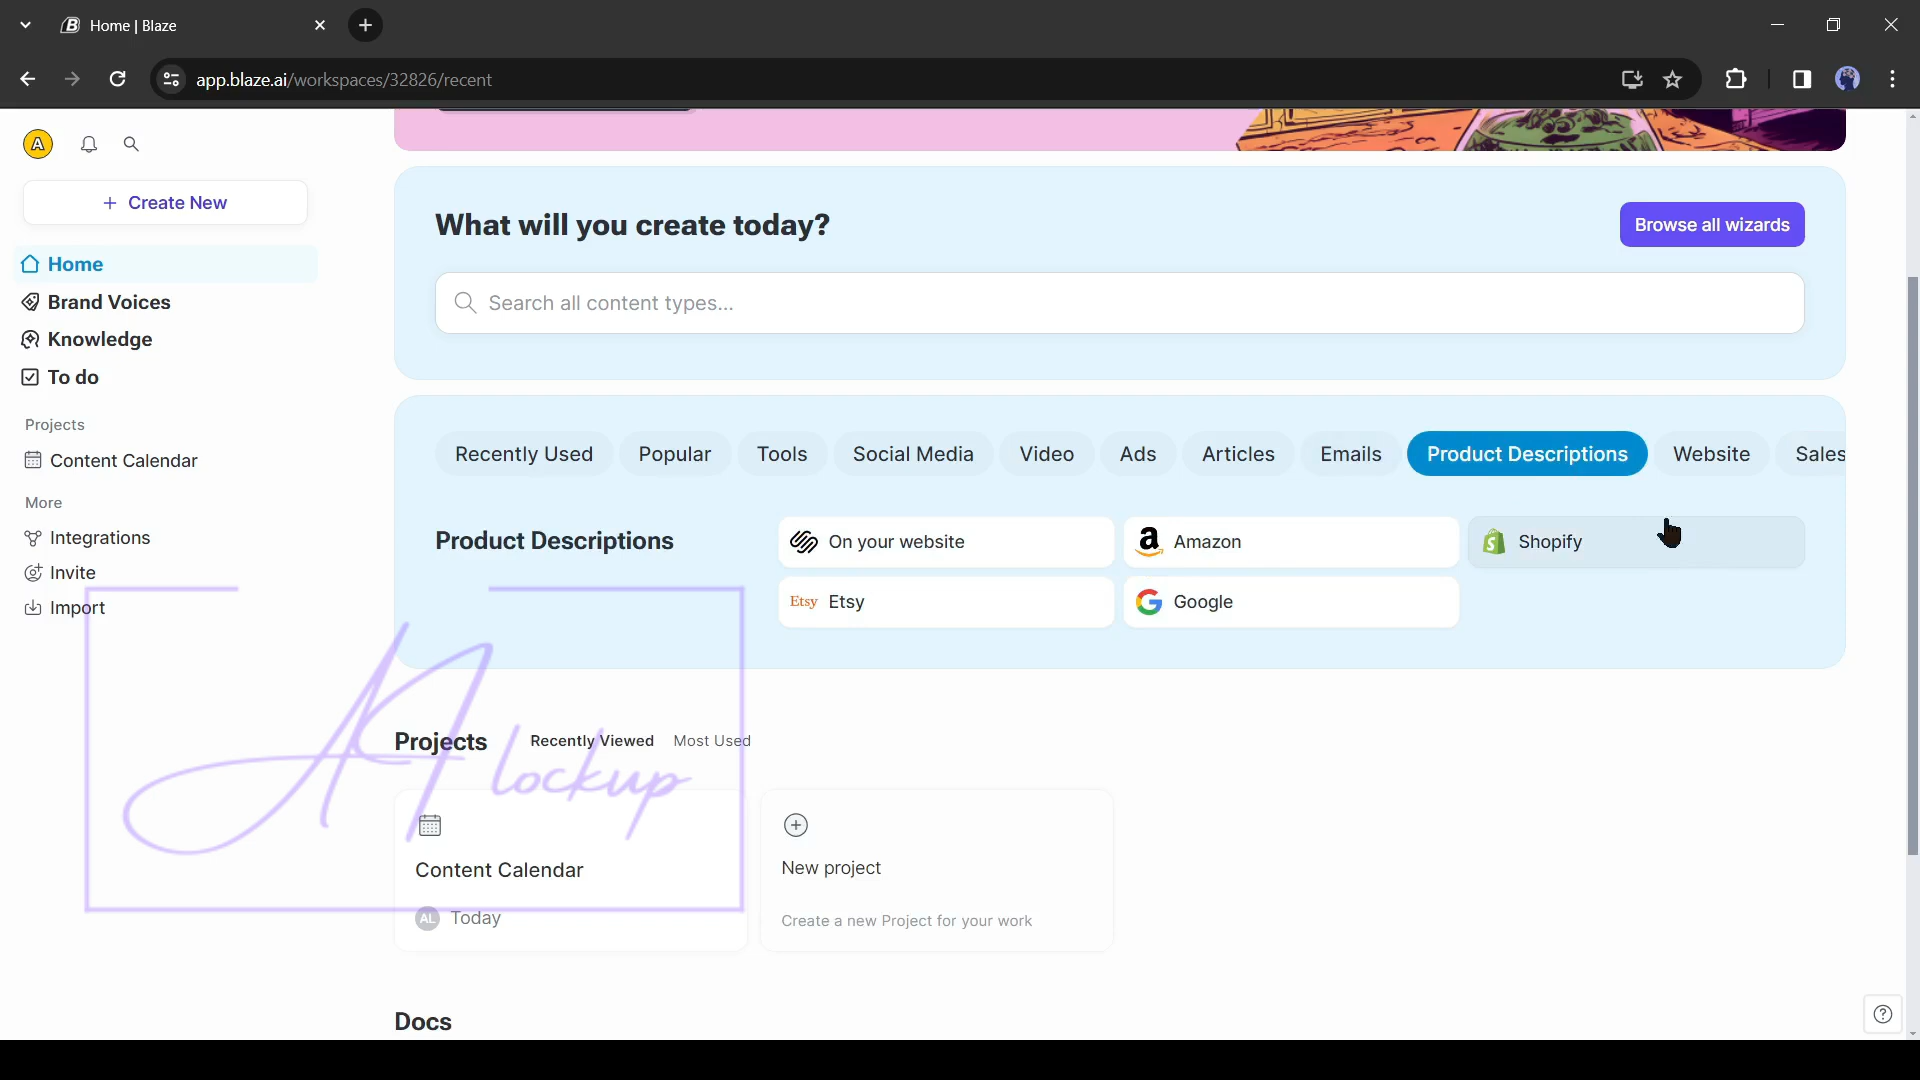 Home | Blaze
app.blaze.ai/workspaces/32826/recent
A
Create New
Home
Brand Voices
Knowledge
To do
Projects
Content Calendar
More
Integrations
Invite
Import
What will you create today?
Browse all wizards
Search all content types...
Recently Used Popular Tools Social Media Video Ads Articles Emails Product Descriptions Website Sales
Product Descriptions
On your website
Amazon
Shopify
Etsy Etsy
Google
Projects Recently Viewed Most Used
Content Calendar
AL Today
New project
Create a new Project for your work
Docs
lockup